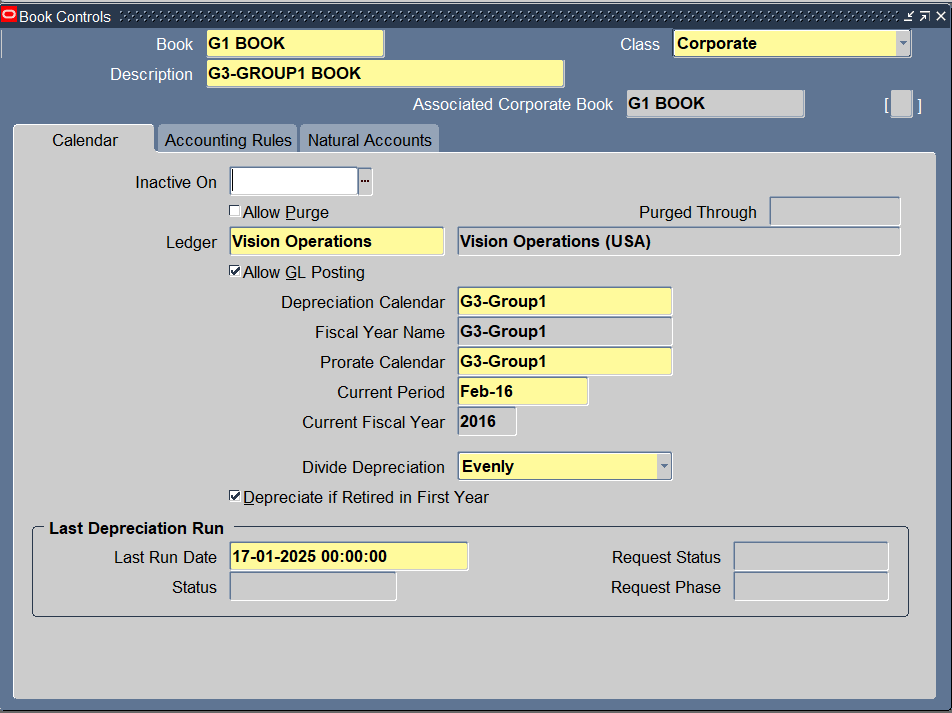 Book Controls
Book G1 BOOK Class Corporate
Description G3-GROUP1 BOOK
Associated Corporate Book G1 BOOK [ ]
Calendar Accounting Rules Natural Accounts
Inactive On ...
Allow Purge Purged Through
Ledger Vision Operations Vision Operations (USA)
Allow GL Posting
Depreciation Calendar G3-Group1
Fiscal Year Name G3-Group1
Prorate Calendar G3-Group1
Current Period Feb-16
Current Fiscal Year 2016
Divide Depreciation Evenly
Depreciate if Retired in First Year
Last Depreciation Run
Last Run Date 17-01-2025 00:00:00 Request Status
Status Request Phase